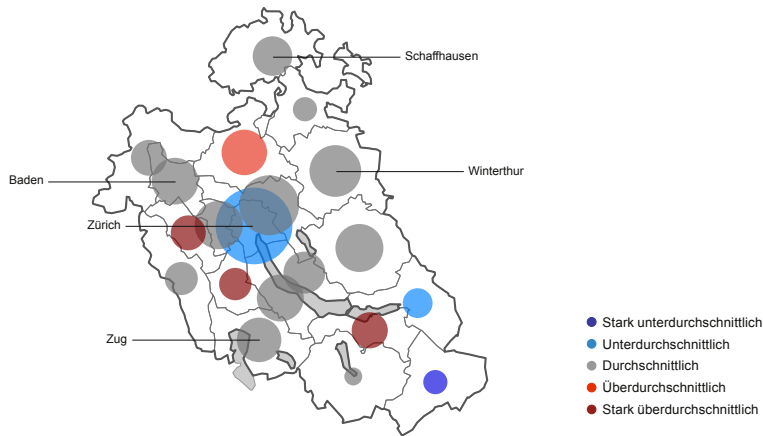 Schaffhausen
Winterthur
Baden
Zürich
Zug
Stark unterdurchschnittlich
Unterdurchschnittlich
Durchschnittlich
Überdurchschnittlich
Stark überdurchschnittlich